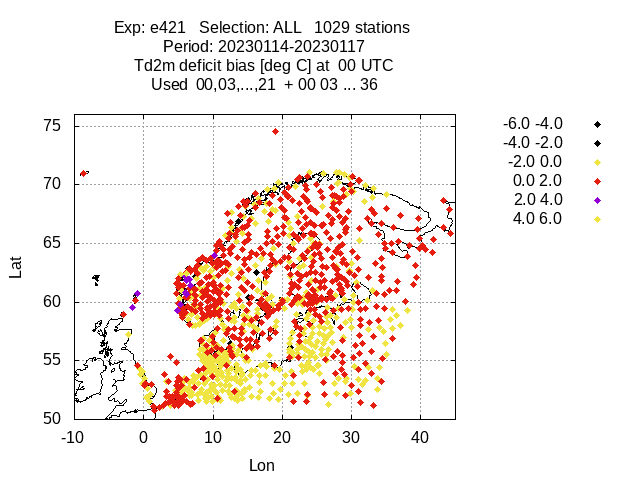 Exp: e421   Selection: ALL   1029 stations
Period: 20230114-20230117
Td2m deficit bias [deg C] at  00 UTC
Used  00,03,...,21  + 00 03 ... 36
-6.0 -4.0
-4.0 -2.0
-2.0 0.0
0.0 2.0
2.0 4.0
4.0 6.0
75
70
65
60
55
50
Lat
-10 0 10 20 30 40
Lon